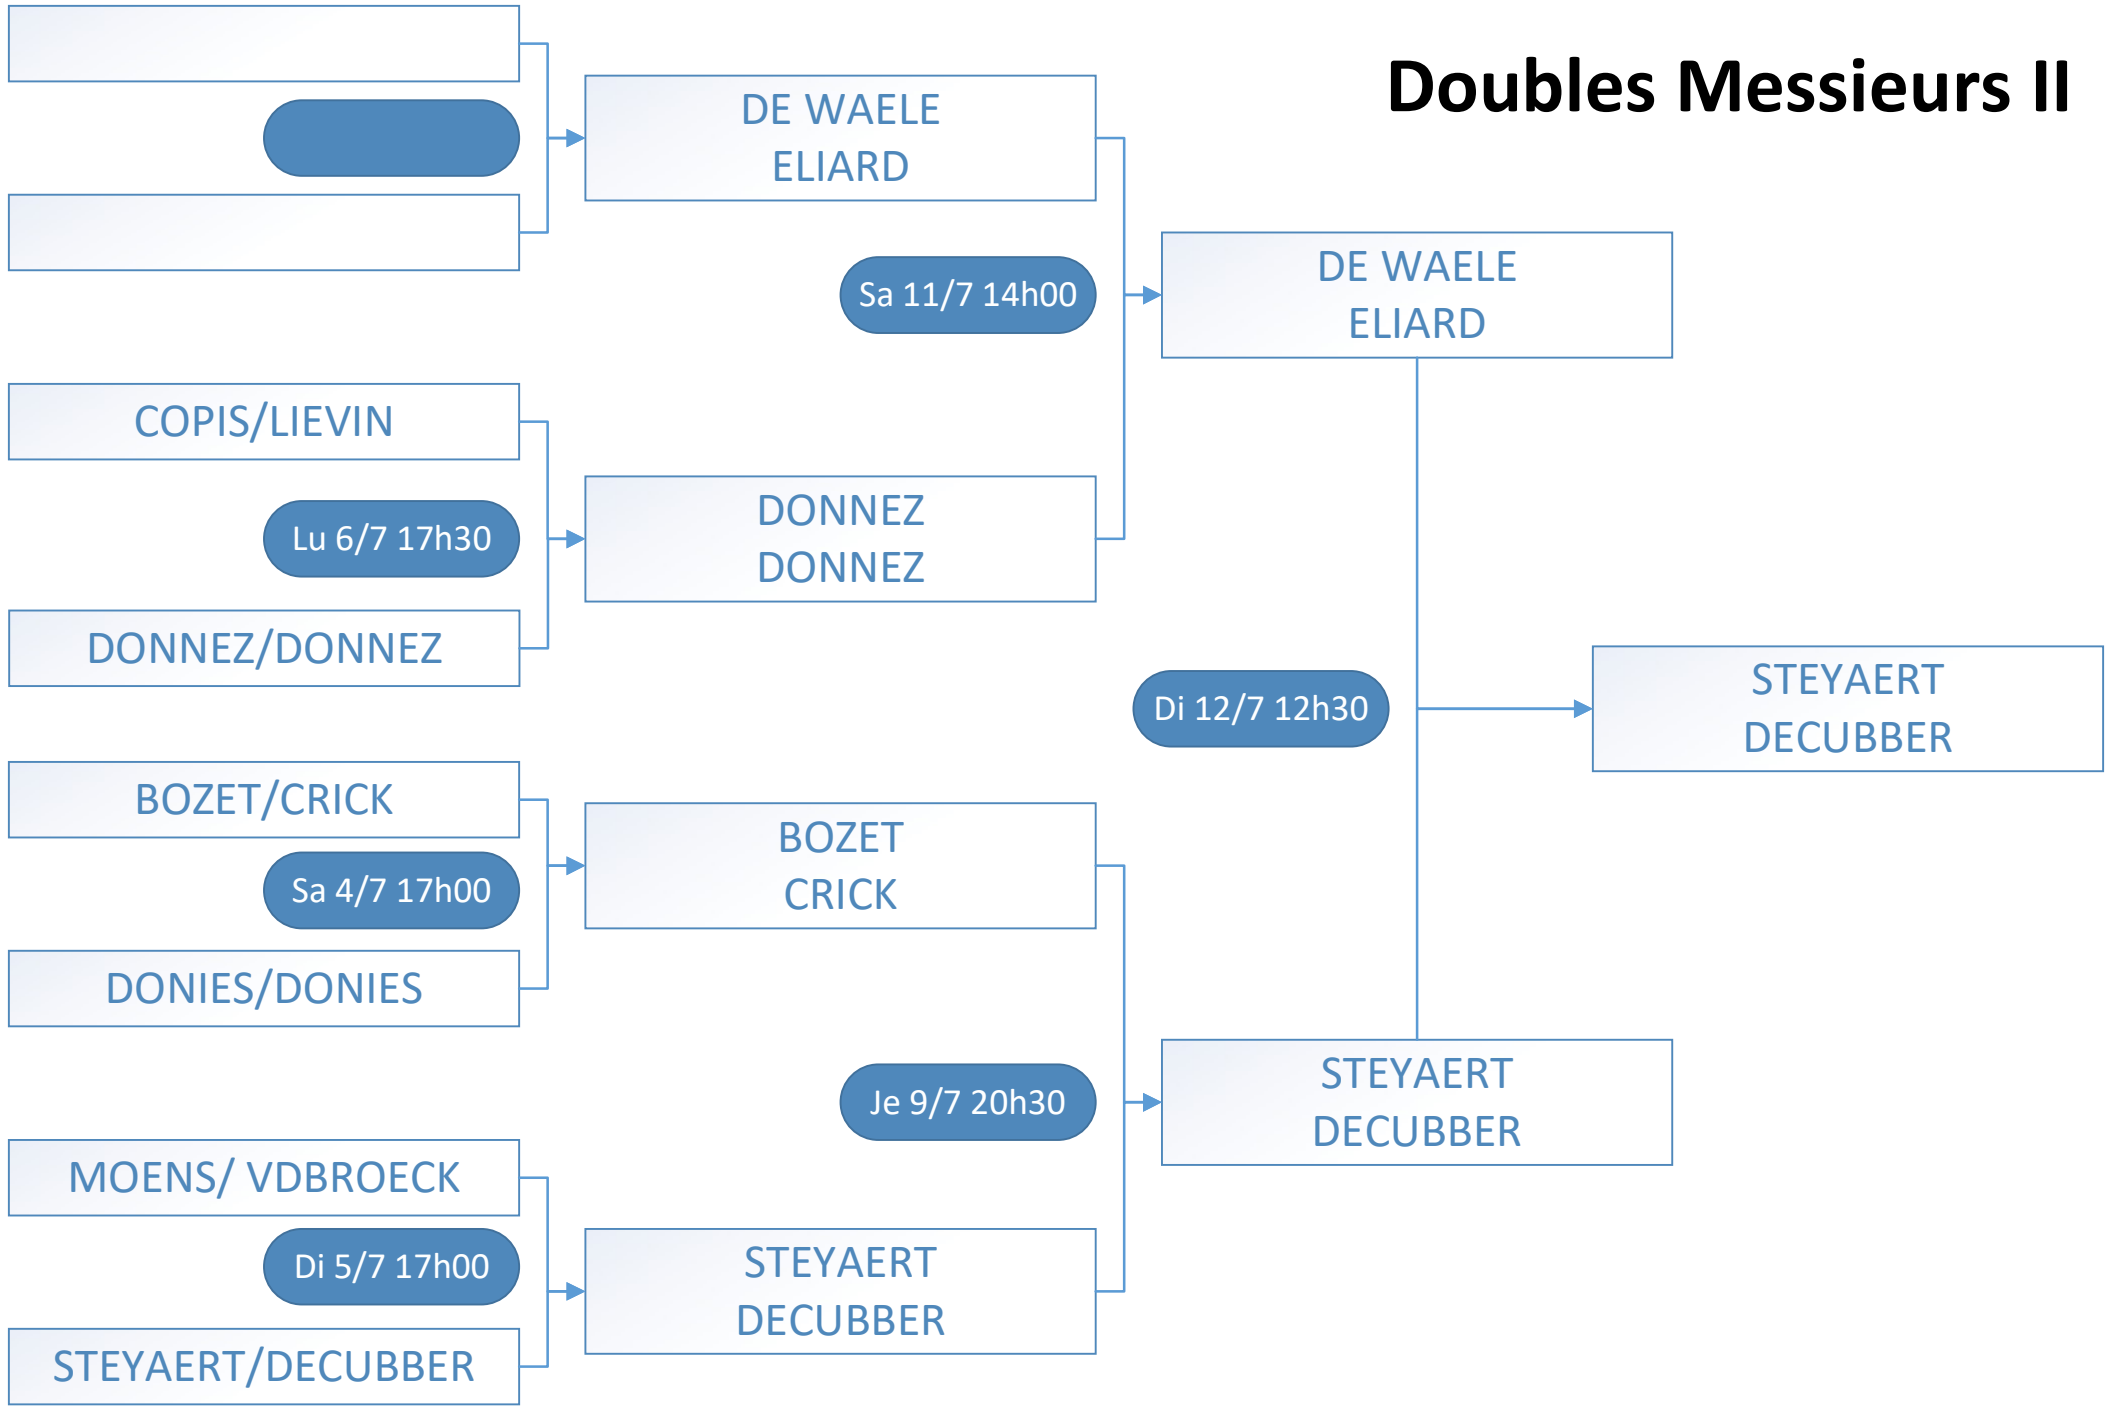 Doubles Messieurs II
DE WAELE
ELIARD
Sa 11/7 14h00
DE WAELE
ELIARD
COPIS/LIEVIN
Lu 6/7 17h30
DONNEZ/DONNEZ
DONNEZ
DONNEZ
Di 12/7 12h30
STEYAERT
DECUBBER
BOZET/CRICK
Sa 4/7 17h00
DONIES/DONIES
BOZET
CRICK
Je 9/7 20h30
STEYAERT
DECUBBER
MOENS/ VDBROECK
Di 5/7 17h00
STEYAERT/DECUBBER
STEYAERT
DECUBBER